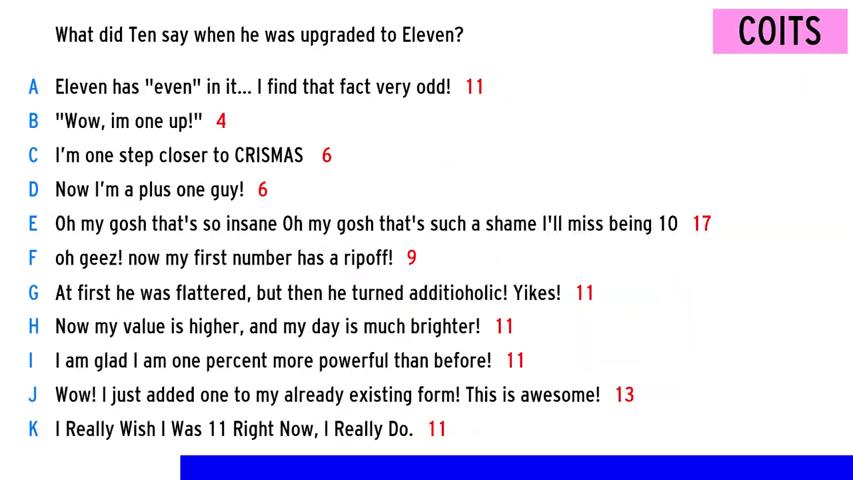 What did Ten say when he was upgraded to Eleven?
COITS
A Eleven has "even" in it... I find that fact very odd! 11
B "Wow, im one up!" 4
C I'm one step closer to CRISMAS 6
D Now I'm a plus one guy! 6
E Oh my gosh that's so insane Oh my gosh that's such a shame I'll miss being 10 17
F oh geez! now my first number has a ripoff! 9
G At first he was flattered, but then he turned additioholic! Yikes! 11
H Now my value is higher, and my day is much brighter! 11
I I am glad I am one percent more powerful than before! 11
J Wow! I just added one to my already existing form! This is awesome! 13
K I Really Wish I Was 11 Right Now, I Really Do. 11